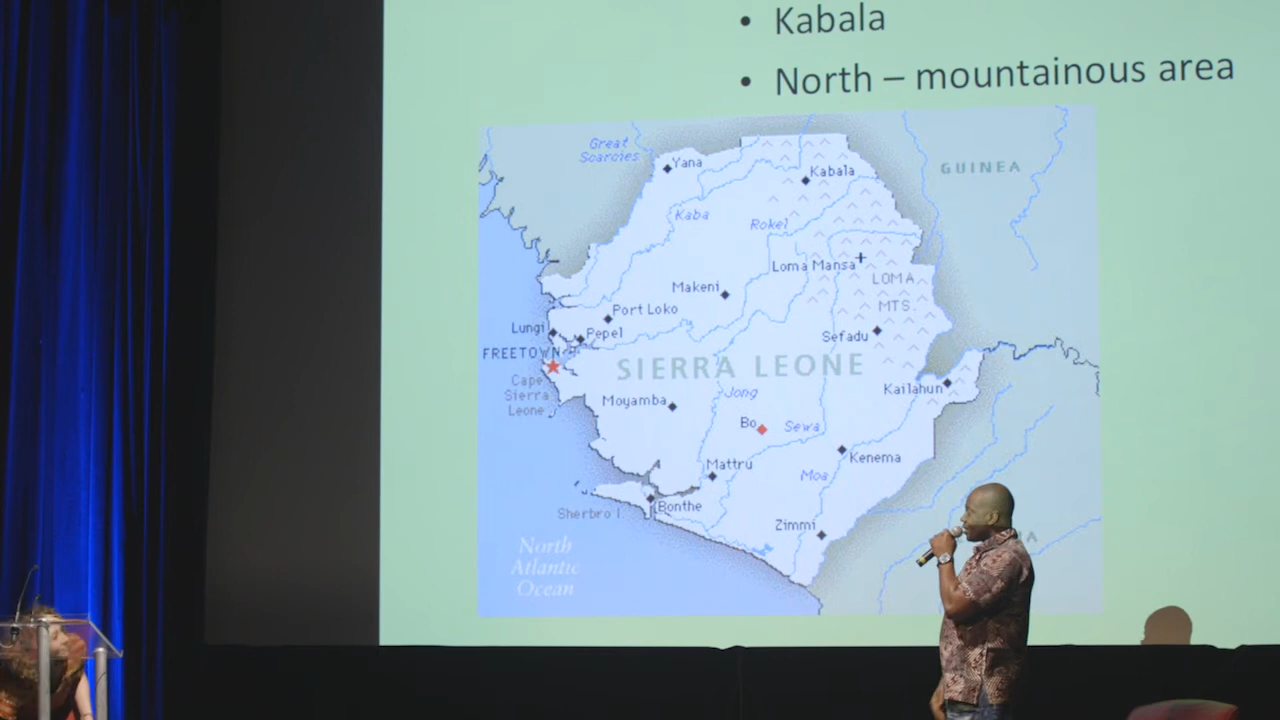 • Kabala
• North – mountainous area
Great
Scarcies
Yana
Kabala
GUINEA
Kaba
Rokel
Loma Mansa
LOMA
MTS.
Makeni
Port Loko
Lungi
Pepel
Sefadu
FREETOWN
SIERRA LEONE
Cape
Sierra
Leone
Kailahun
Jong
Moyamba
Bo
Sewa
Kenema
Mattru
Moa
Bonthe
Sherbro I
Zimmi
North
Atlantic
Ocean